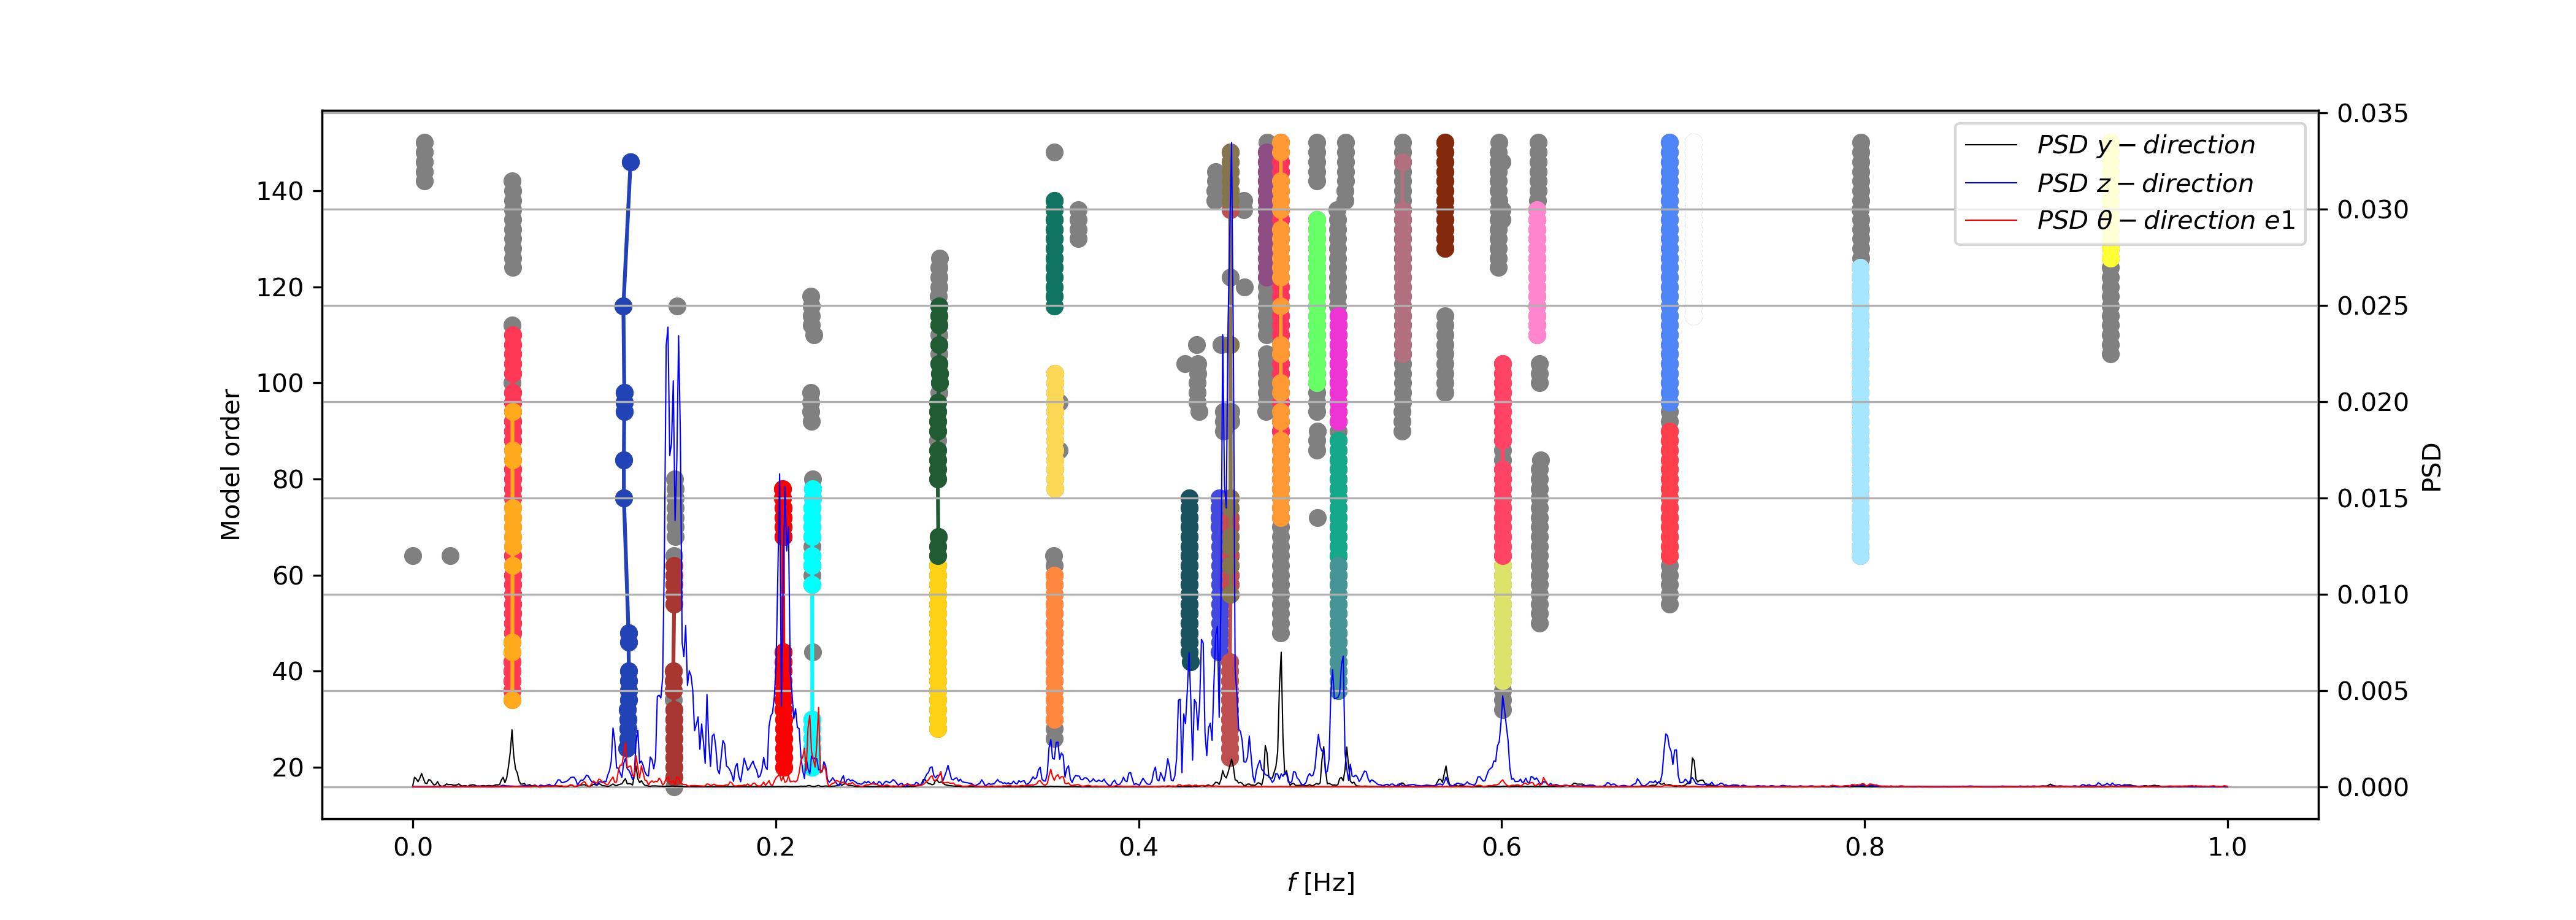 PSD y − direction
PSD z − direction
PSD θ − direction e1
Model order
140
120
100
80
60
40
20
0.035
0.030
0.025
0.020
0.015
0.010
0.005
0.000
PSD
0.0 0.2 0.4 0.6 0.8 1.0
f [Hz]